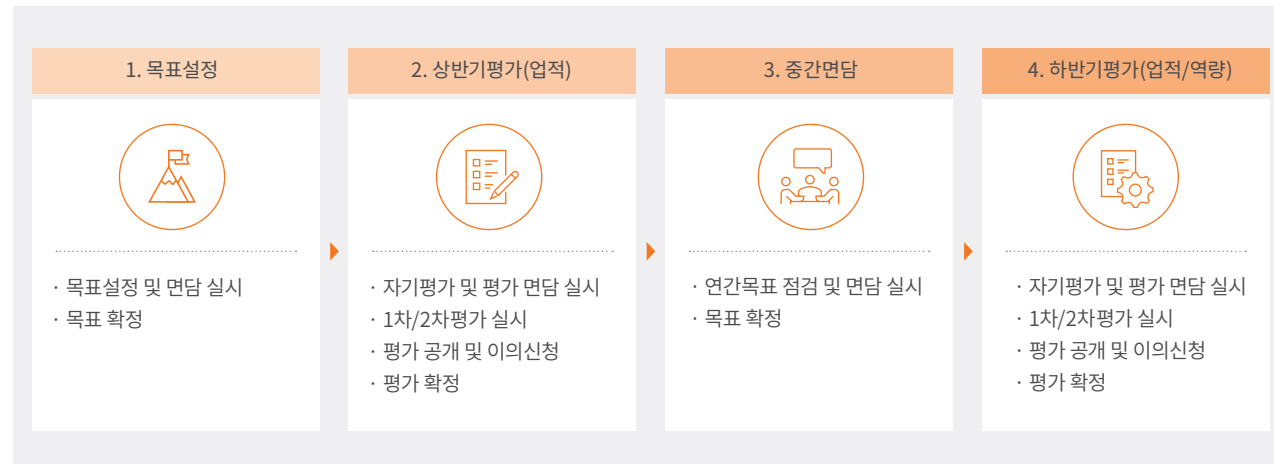 1. 목표설정
· 목표설정 및 면담 실시
· 목표 확정
2. 상반기평가(업적)
· 자기평가 및 평가 면담 실시
· 1차/2차평가 실시
· 평가 공개 및 이의신청
· 평가 확정
3. 중간면담
· 연간목표 점검 및 면담 실시
· 목표 확정
4. 하반기평가(업적/역량)
· 자기평가 및 평가 면담 실시
· 1차/2차평가 실시
· 평가 공개 및 이의신청
· 평가 확정